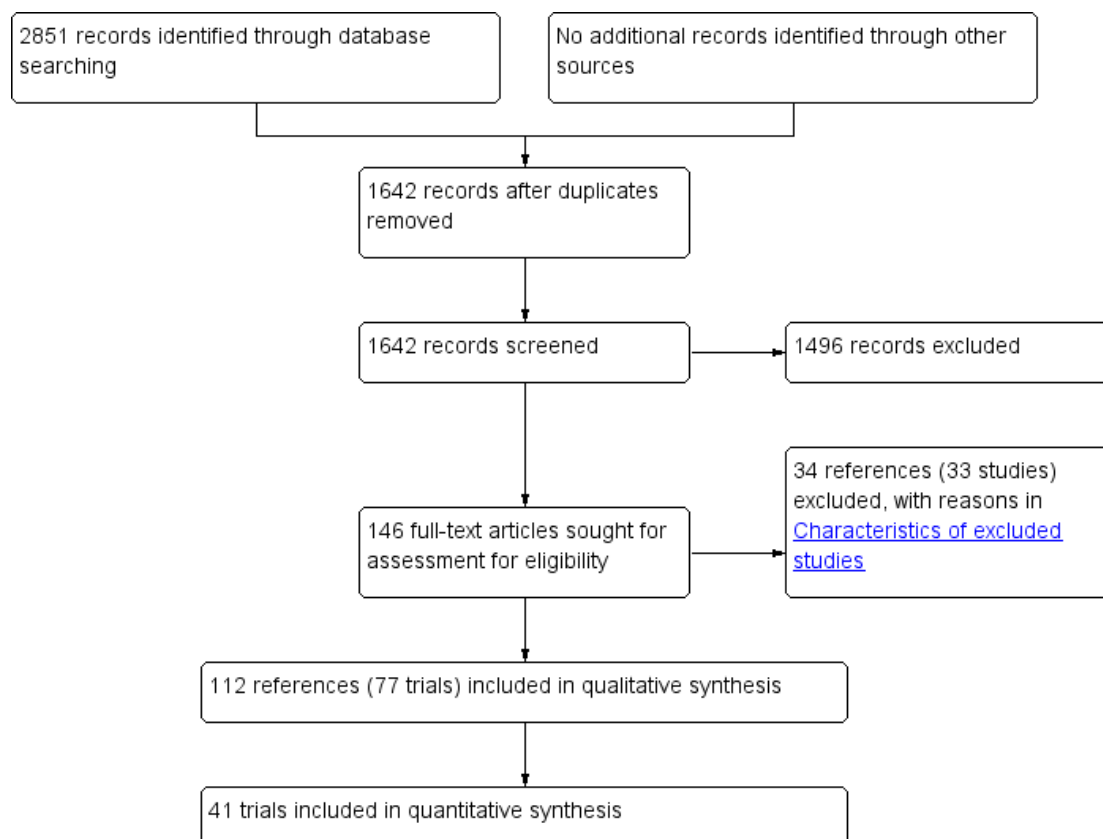 2851 records identified through database
searching
No additional records identified through other
sources
1642 records after duplicates
removed
1642 records screened
1496 records excluded
34 references (33 studies)
excluded, with reasons in
Characteristics of excluded
studies
146 full-text articles sought for
assessment for eligibility
112 references (77 trials) included in qualitative synthesis
41 trials included in quantitative synthesis